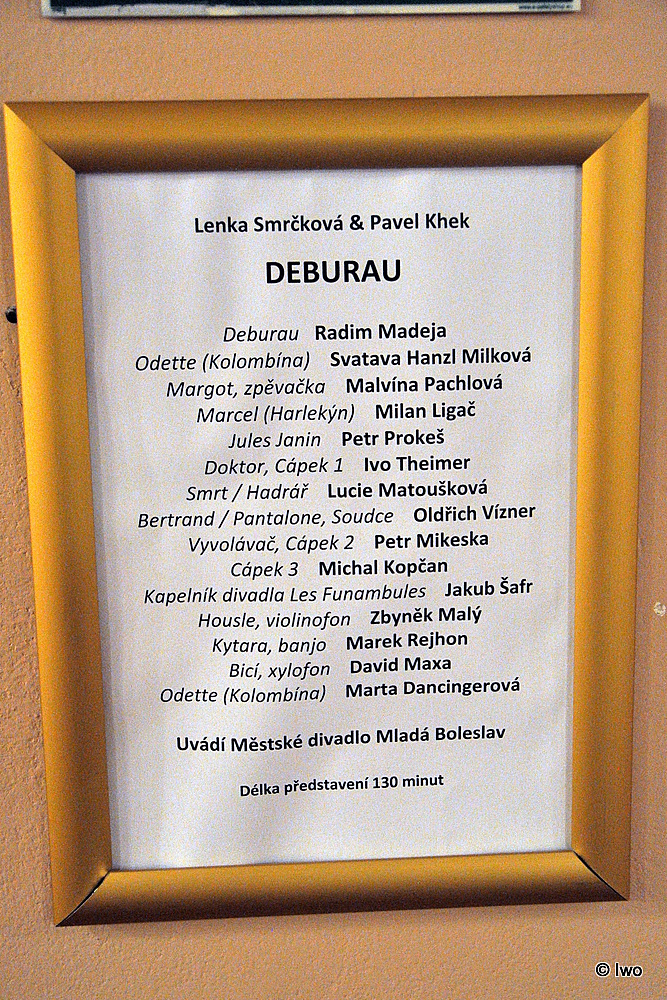 Lenka Smrčková & Pavel Khek
DEBURAU
Deburau Radim Madeja
Odette (Kolombína) Svatava Hanzl Milková
Margot, zpěvačka Malvína Pachlová
Marcel (Harlekýn) Milan Ligač
Jules Janin Petr Prokeš
Doktor, Cápek 1 Ivo Theimer
Smrt / Hadrář Lucie Matoušková
Bertrand / Pantalone, Soudce Oldřich Vízner
Vyvolávač, Cápek 2 Petr Mikeska
Cápek 3 Michal Kopčan
Kapelník divadla Les Funambules Jakub Šafr
Housle, violinofon Zbyněk Malý
Kytara, banjo Marek Rejhon
Bicí, xylofon David Maxa
Odette (Kolombína) Marta Dancingerová
Uvádí Městské divadlo Mladá Boleslav
Délka představení 130 minut
© Iwo